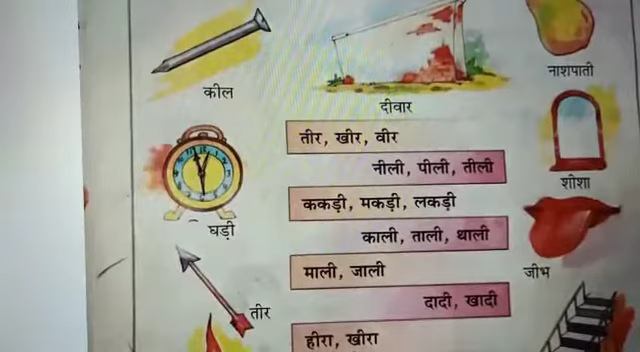 कील
दीवार
नाशपाती
तीर, खीर, वीर
नीली, पीली, तीली
शीशा
ककड़ी, मकड़ी, लकड़ी
घड़ी
काली, ताली, थाली
माली, जाली
जीभ
तीर
दादी, खादी
हीरा, खीरा